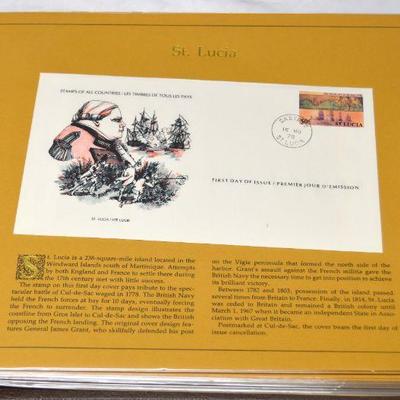 St. Lucia
STAMPS OF ALL COUNTRIES / LES TIMBRES DE TOUS LES PAYS
ST. LUCIA
CASTRIES
78
ST. LUCIA
FIRST DAY OF ISSUE / PREMIER JOUR D'EMISSION
ST. LUCIA / STE LUCIE
St. Lucia is a 238-square-mile island located in the
Windward Islands south of Martinique. Attempts
by both England and France to settle there during
the 17th century met with little success.
The stamp on this first day cover pays tribute to the spec-
tacular battle of Cul-de-Sac waged in 1778. The British Navy
held the French forces at bay for 10 days, eventually forcing
the French to surrender. The stamp design illustrates the
coastline from Gros Islet to Cul-de-Sac and shows the British
opposing the French landing. The original cover design fea-
tures General James Grant, who skillfully defended his post
on the Vigie peninsula that formed the north side of the
harbor. Grant's assault against the French militia gave the
British Navy the necessary time to get into position to achieve
its brilliant victory.
Between 1782 and 1803, possession of the island passed
several times from Britain to France. Finally, in 1814, St. Lucia
was ceded to Britain and remained a British Colony until
March 1, 1967 when it became an independent State in Asso-
ciation with Great Britain.
Postmarked at Cul-de-Sac, the cover bears the first day of
issue cancellation.